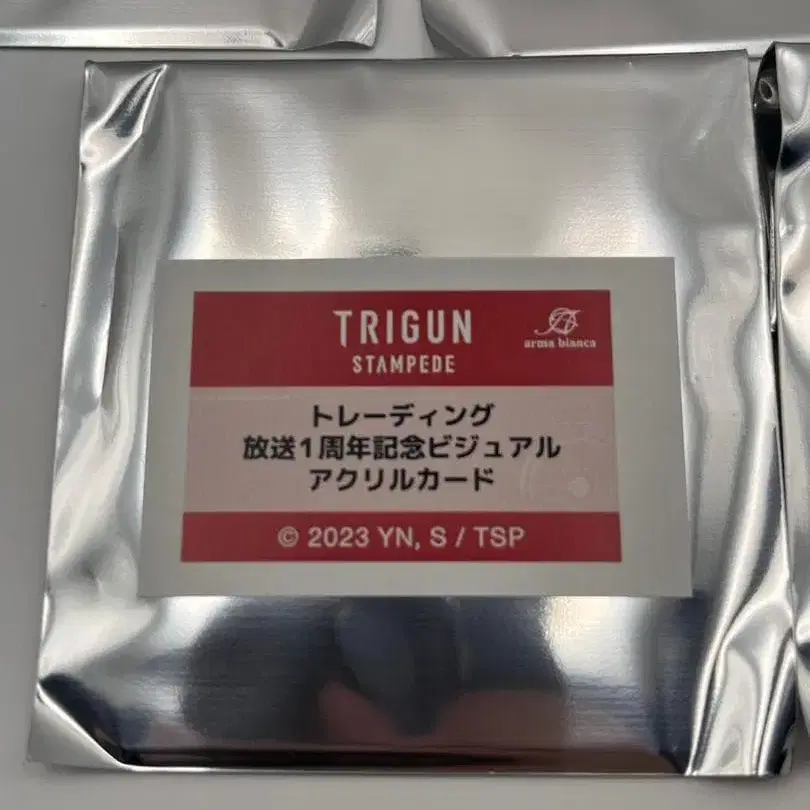 TRIGUN
STAMPEDE
arma bianca
トレーディング
放送1周年記念ビジュアル
アクリルカード
© 2023 YN, S / TSP